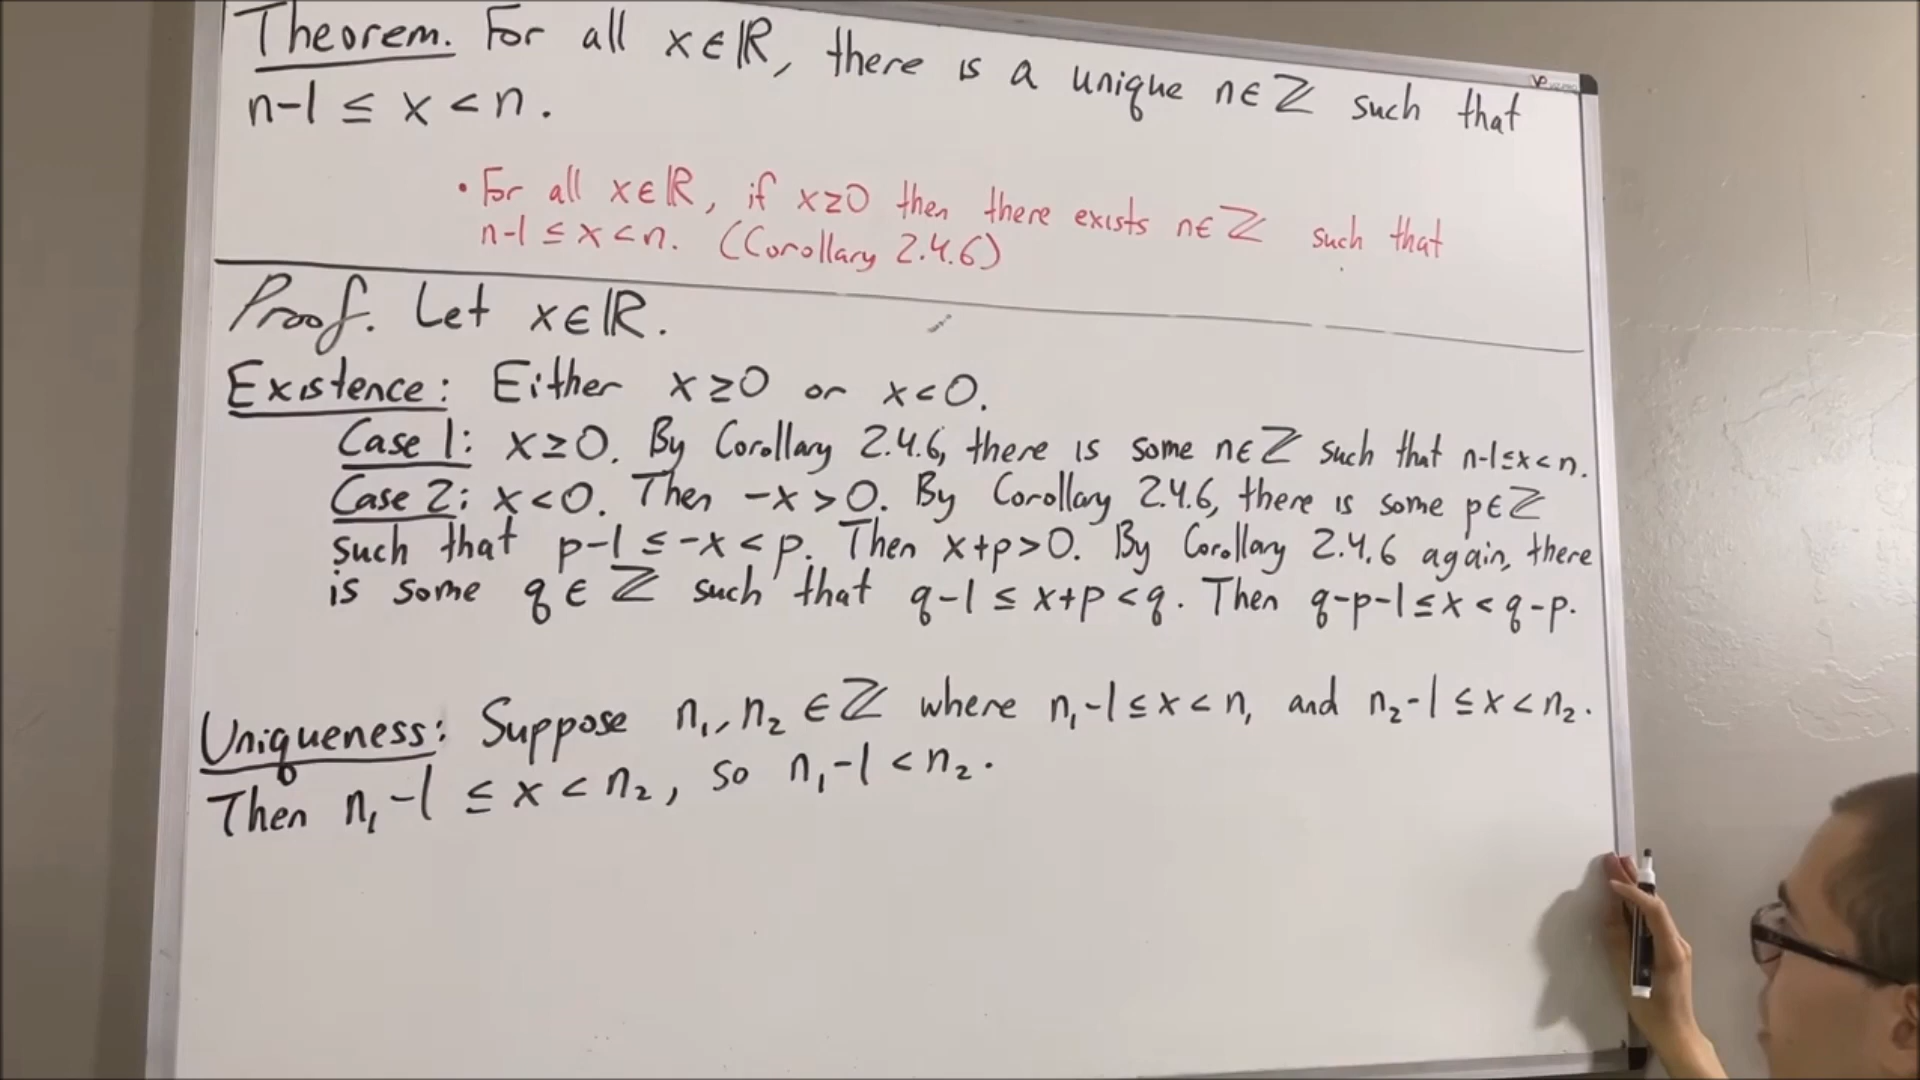 Theorem. For all x∈ℝ, there is a unique n∈ℤ such that
n-1 ≤ x < n.
• For all x∈ℝ, if x≥0 then there exists n∈ℤ such that
n-1 ≤ x < n. (Corollary 2.4.6)
Proof. Let x∈ℝ.
Existence: Either x≥0 or x<0.
Case 1: x≥0. By Corollary 2.4.6, there is some n∈ℤ such that n-1≤x<n.
Case 2: x<0. Then -x>0. By Corollary 2.4.6, there is some p∈ℤ
such that p-1≤-x<p. Then x+p>0. By Corollary 2.4.6 again, there
is some q∈ℤ such that q-1≤x+p<q. Then q-p-1≤x<q-p.
Uniqueness: Suppose n₁, n₂∈ℤ where n₁-1≤x<n₁ and n₂-1≤x<n₂.
Then n₁-1 ≤ x < n₂, so n₁-1 < n₂.